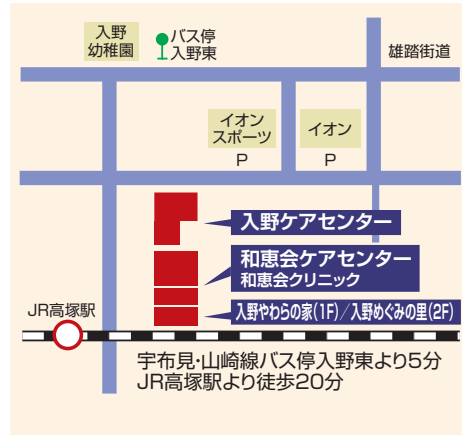 入野
幼稚園
バス停
入野東
雄踏街道
イオン
スポーツ
P
イオン
P
入野ケアセンター
和恵会ケアセンター
和恵会クリニック
入野やわらの家(1F)/入野めぐみの里(2F)
JR高塚駅
宇布見・山崎線バス停入野東より5分
JR高塚駅より徒歩20分